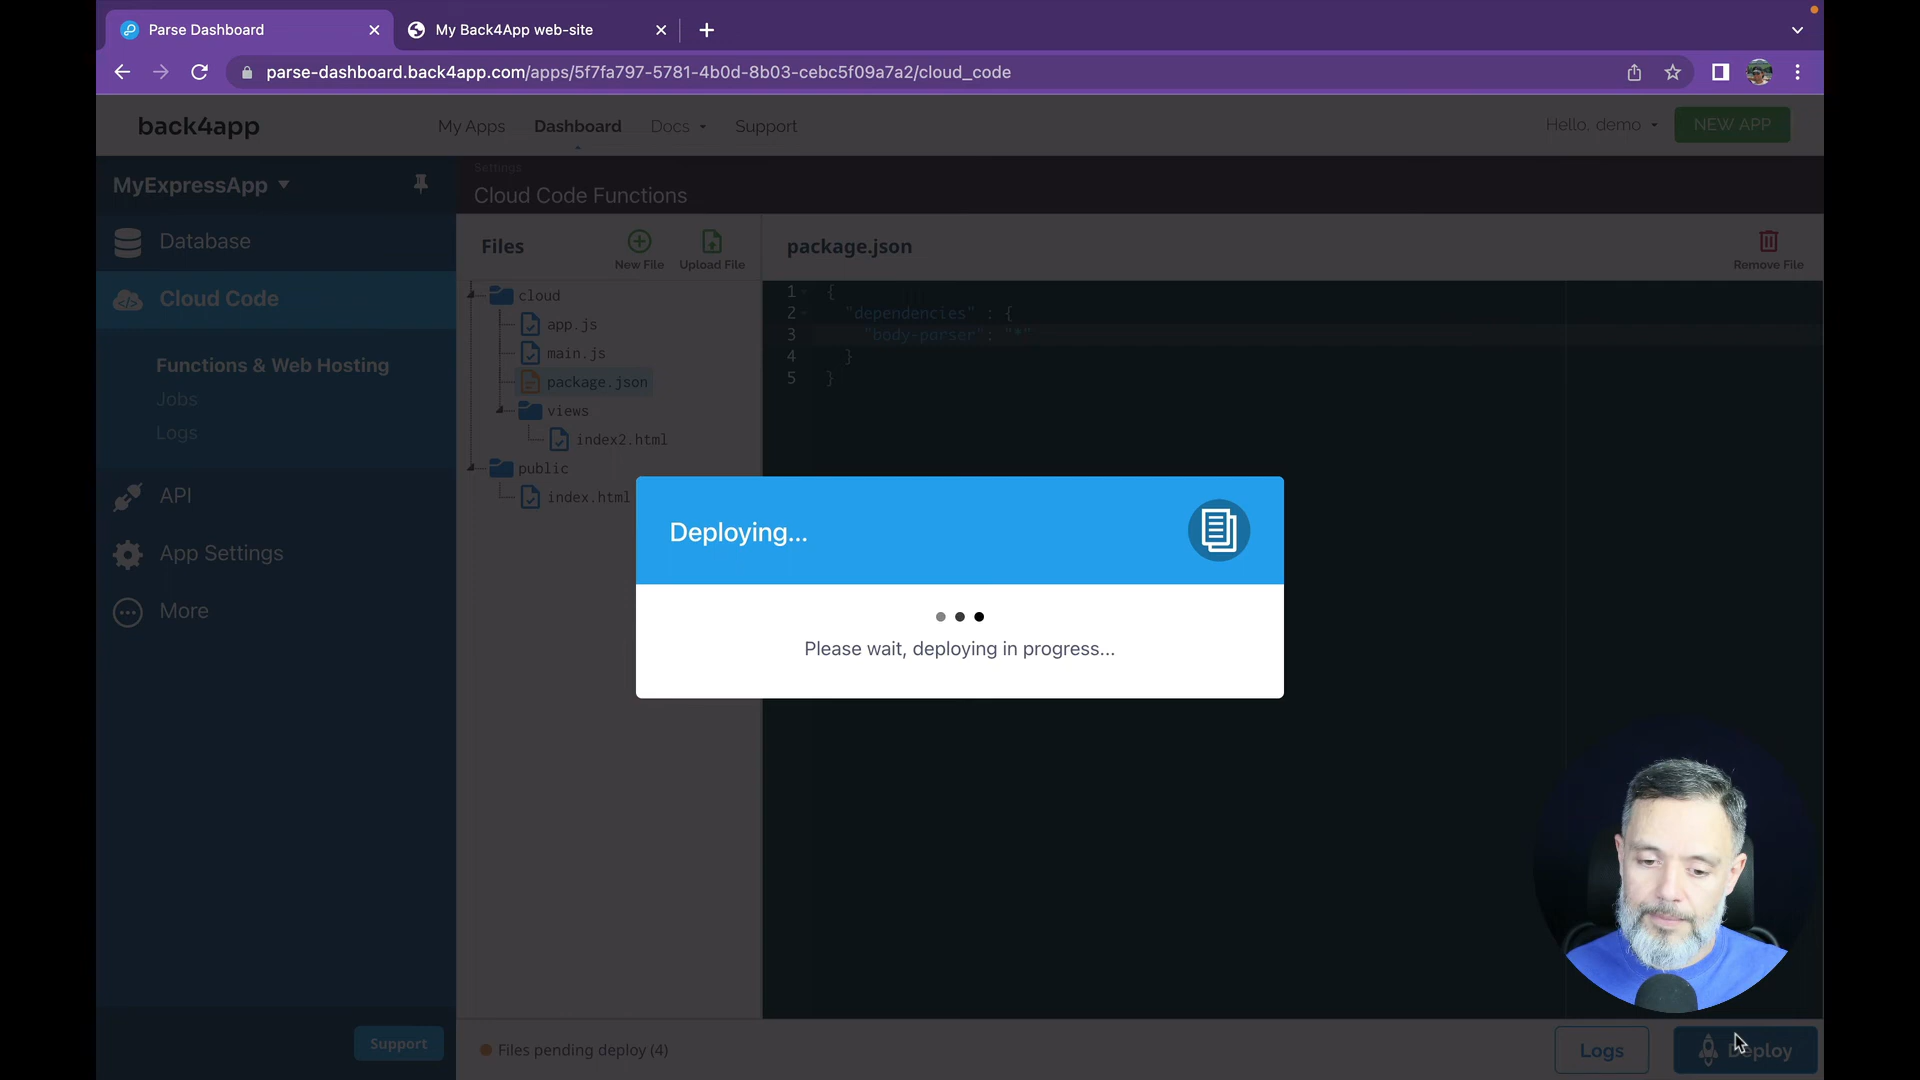 Parse Dashboard
My Back4App web-site
parse-dashboard.back4app.com/apps/5f7fa797-5781-4b0d-8b03-cebc5f09a7a2/cloud_code
back4app
My Apps
Dashboard
Docs
Support
Hello, demo
NEW APP
MyExpressApp
Settings
Cloud Code Functions
Database
Cloud Code
Functions & Web Hosting
Jobs
Logs
API
App Settings
More
Support
Files
New File
Upload File
package.json
Remove File
cloud
app.js
main.js
package.json
views
index2.html
public
index.html
1 {
2 "dependencies" : {
3 "body-parser": "*"
4 }
5 }
Deploying...
Please wait, deploying in progress...
Files pending deploy (4)
Logs
Deploy